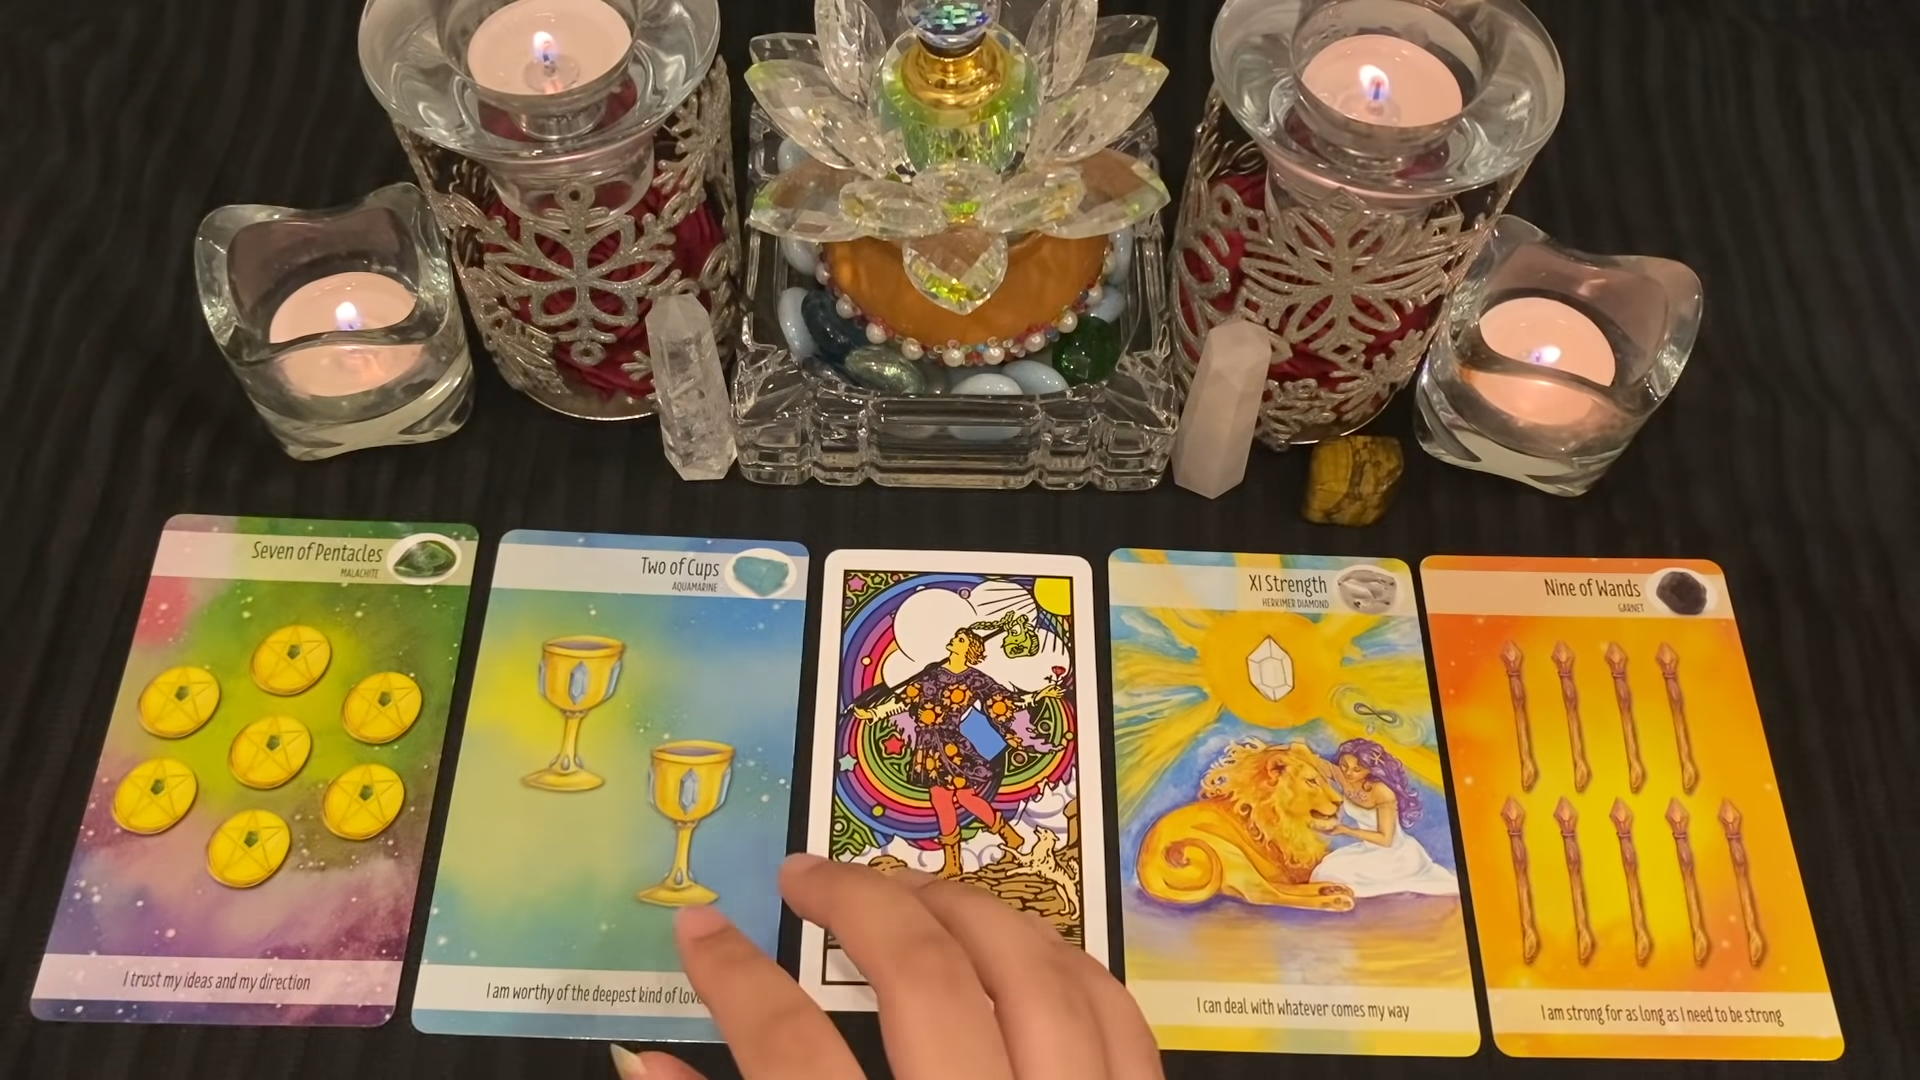 Seven of Pentacles
MALACHITE
I trust my ideas and my direction
Two of Cups
AQUAMARINE
I am worthy of the deepest kind of love
XI Strength
HERKIMER DIAMOND
I can deal with whatever comes my way
Nine of Wands
GARNET
I am strong for as long as I need to be strong